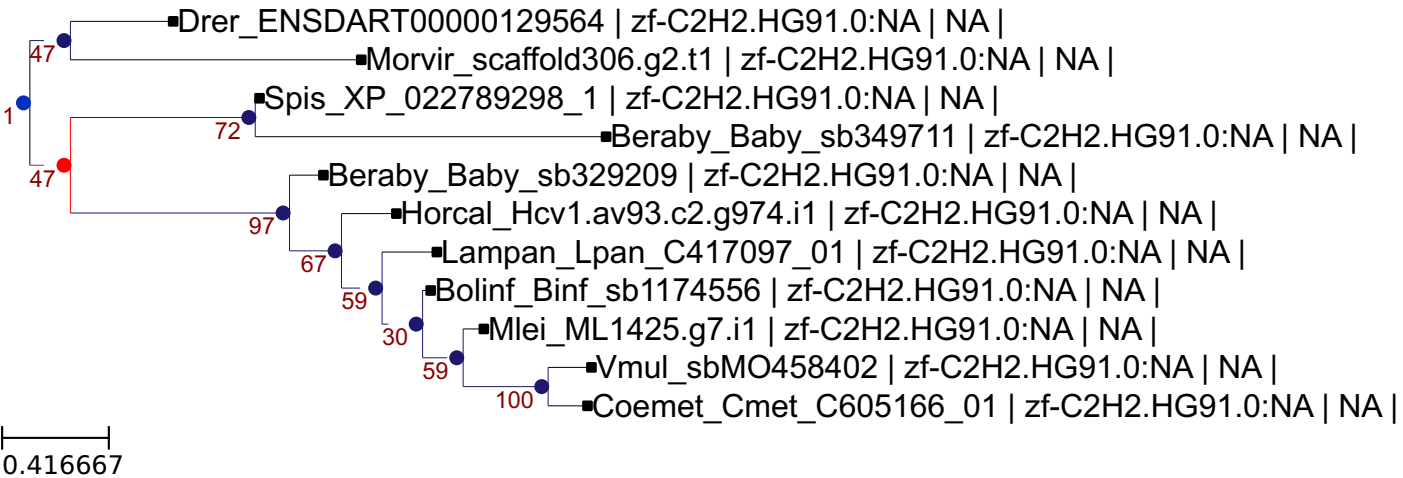 Drer_ENSDART00000129564 | zf-C2H2.HG91.0:NA | NA |
47
Morvir_scaffold306.g2.t1 | zf-C2H2.HG91.0:NA | NA |
Spis_XP_022789298_1 | zf-C2H2.HG91.0:NA | NA |
1
72
Beraby_Baby_sb349711 | zf-C2H2.HG91.0:NA | NA |
47
Beraby_Baby_sb329209 | zf-C2H2.HG91.0:NA | NA |
Horcal_Hcv1.av93.c2.g974.i1 | zf-C2H2.HG91.0:NA | NA |
97
Lampan_Lpan_C417097_01 | zf-C2H2.HG91.0:NA | NA |
67
Bolinf_Binf_sb1174556 | zf-C2H2.HG91.0:NA | NA |
59
Mlei_ML1425.g7.i1 | zf-C2H2.HG91.0:NA | NA |
30
Vmul_sbMO458402 | zf-C2H2.HG91.0:NA | NA |
59
100
Coemet_Cmet_C605166_01 | zf-C2H2.HG91.0:NA | NA |
0.416667